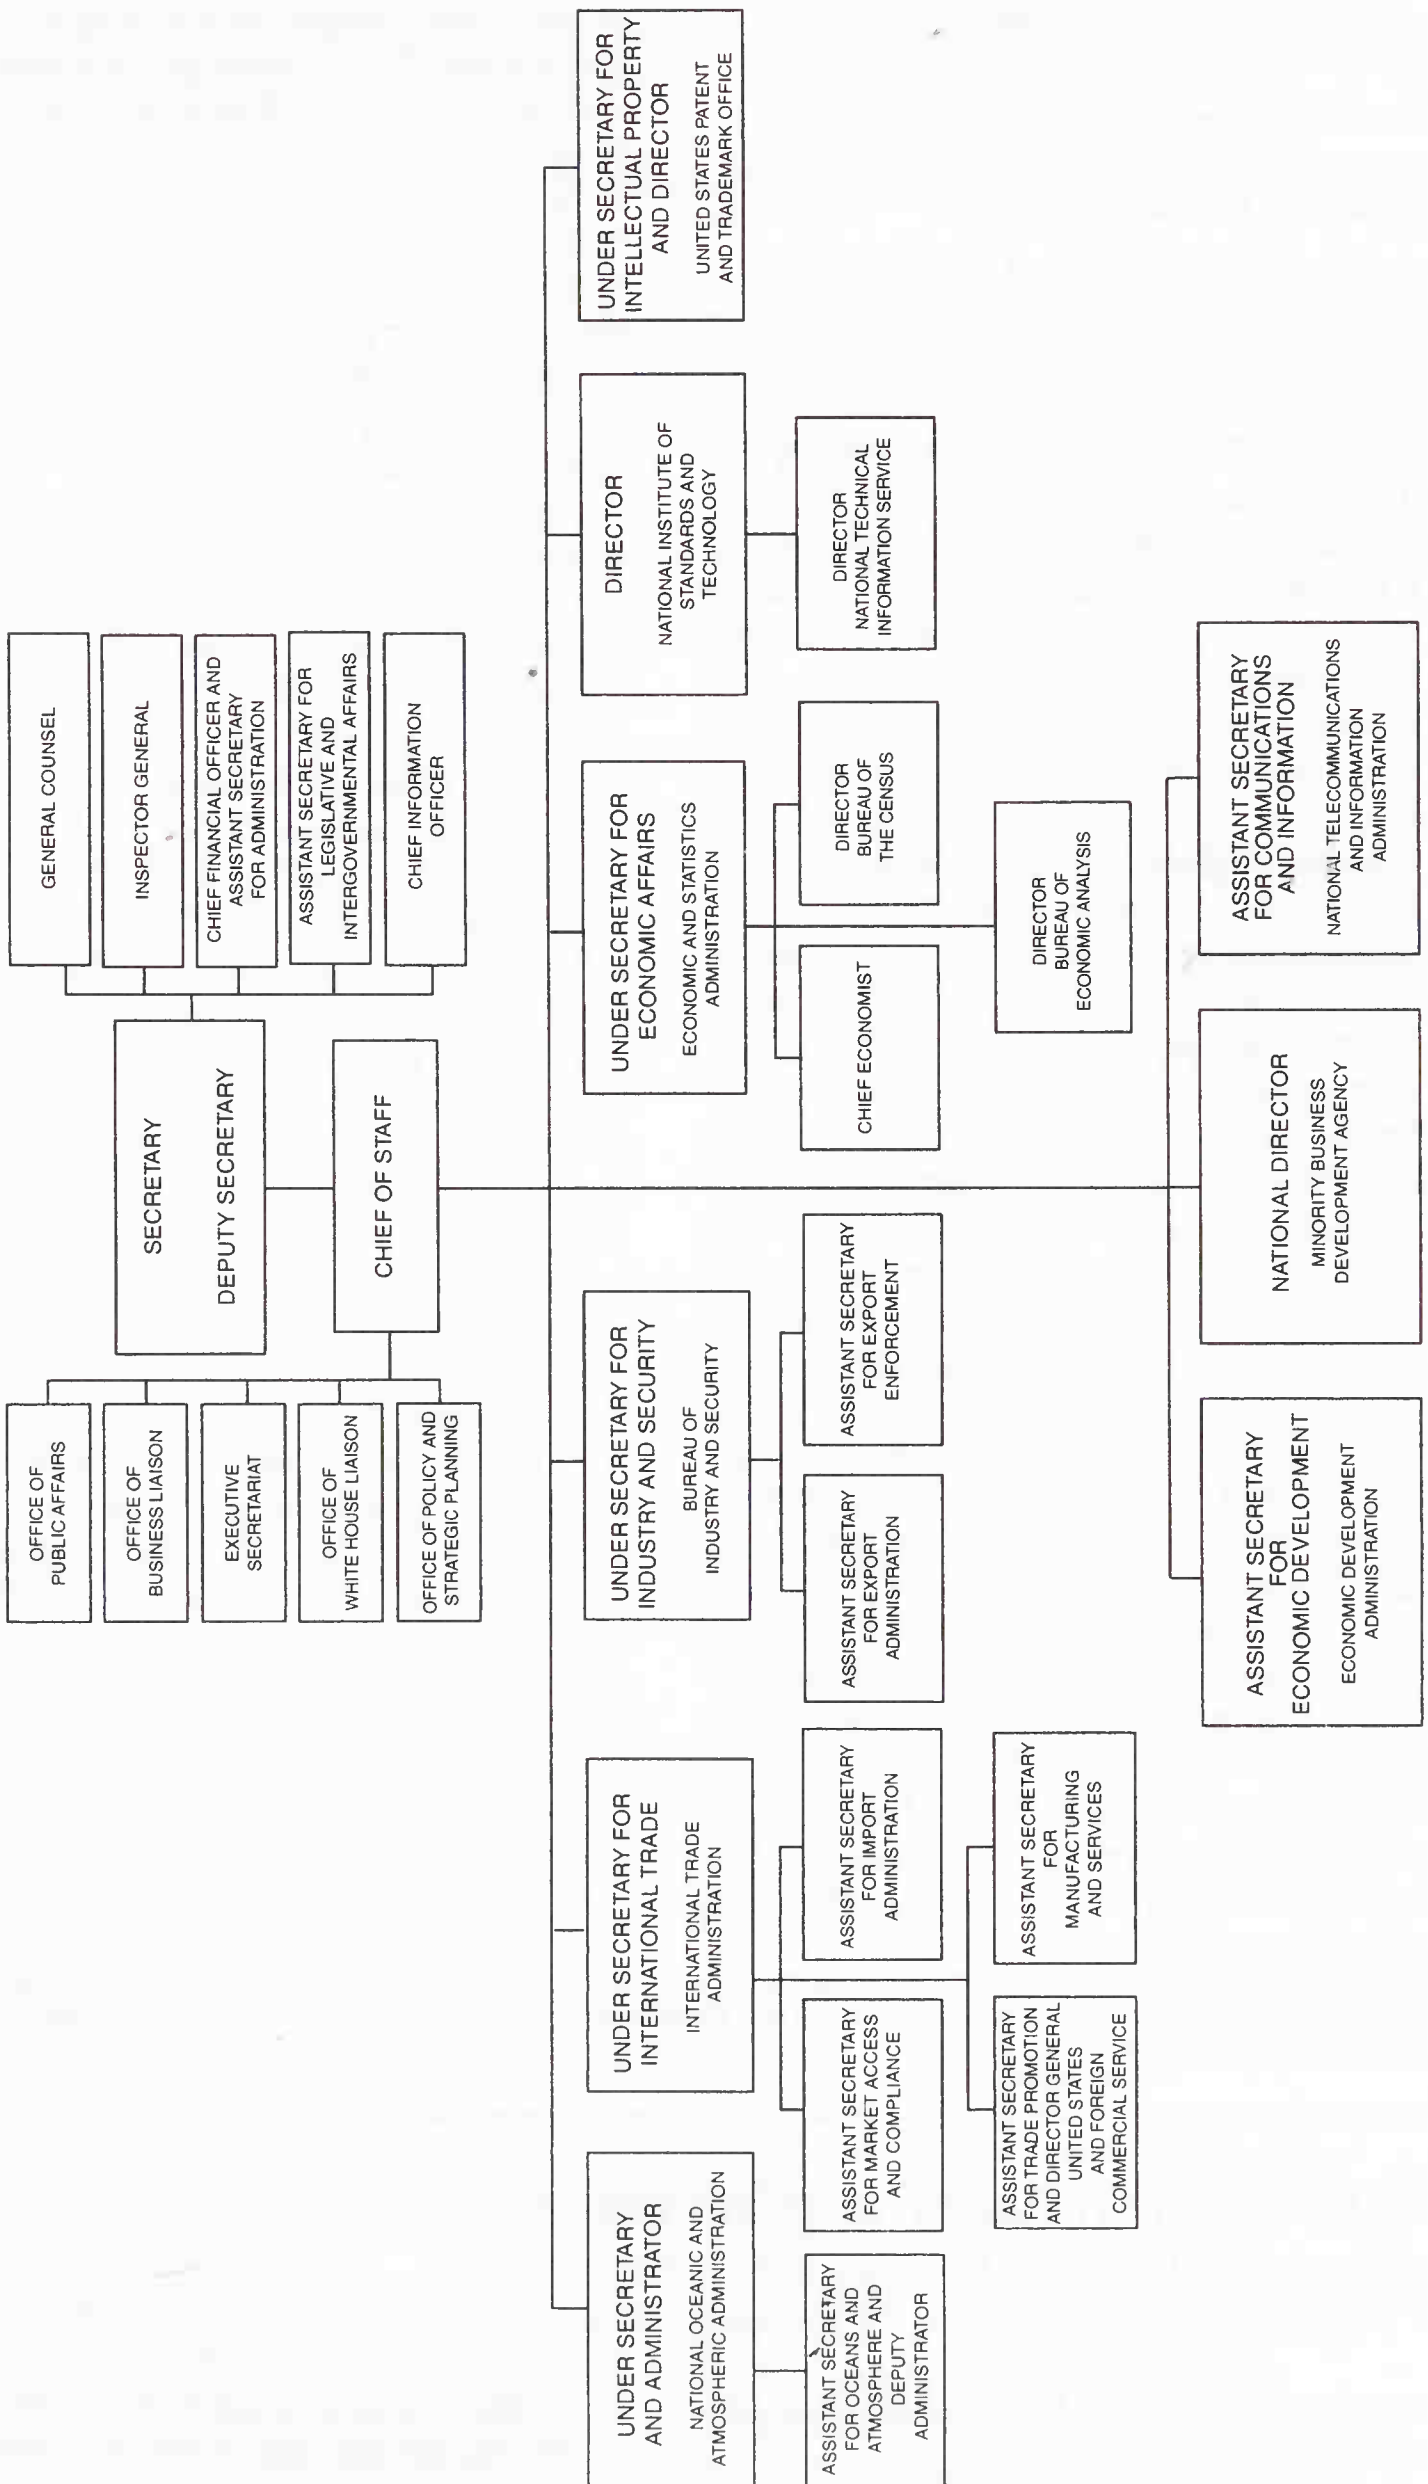 OFFICE OF
PUBLIC AFFAIRS
OFFICE OF
BUSINESS LIAISON
EXECUTIVE
SECRETARIAT
OFFICE OF
WHITE HOUSE LIAISON
OFFICE OF POLICY AND
STRATEGIC PLANNING
SECRETARY
DEPUTY SECRETARY
CHIEF OF STAFF
GENERAL COUNSEL
INSPECTOR GENERAL
CHIEF FINANCIAL OFFICER AND
ASSISTANT SECRETARY
FOR ADMINISTRATION
ASSISTANT SECRETARY FOR
LEGISLATIVE AND
INTERGOVERNMENTAL AFFAIRS
CHIEF INFORMATION
OFFICER
UNDER SECRETARY
AND ADMINISTRATOR
NATIONAL OCEANIC AND
ATMOSPHERIC ADMINISTRATION
ASSISTANT SECRETARY
FOR OCEANS AND
ATMOSPHERE AND
DEPUTY
ADMINISTRATOR
UNDER SECRETARY FOR
INTERNATIONAL TRADE
INTERNATIONAL TRADE
ADMINISTRATION
ASSISTANT SECRETARY
FOR MARKET ACCESS
AND COMPLIANCE
ASSISTANT SECRETARY
FOR IMPORT
ADMINISTRATION
ASSISTANT SECRETARY
FOR TRADE PROMOTION
AND DIRECTOR GENERAL
UNITED STATES
AND FOREIGN
COMMERCIAL SERVICE
ASSISTANT SECRETARY
FOR
MANUFACTURING
AND SERVICES
UNDER SECRETARY FOR
INDUSTRY AND SECURITY
BUREAU OF
INDUSTRY AND SECURITY
ASSISTANT SECRETARY
FOR EXPORT
ADMINISTRATION
ASSISTANT SECRETARY
FOR EXPORT
ENFORCEMENT
UNDER SECRETARY FOR
ECONOMIC AFFAIRS
ECONOMIC AND STATISTICS
ADMINISTRATION
CHIEF ECONOMIST
DIRECTOR
BUREAU OF
THE CENSUS
DIRECTOR
BUREAU OF
ECONOMIC ANALYSIS
DIRECTOR
NATIONAL INSTITUTE OF
STANDARDS AND
TECHNOLOGY
DIRECTOR
NATIONAL TECHNICAL
INFORMATION SERVICE
UNDER SECRETARY FOR
INTELLECTUAL PROPERTY
AND DIRECTOR
UNITED STATES PATENT
AND TRADEMARK OFFICE
ASSISTANT SECRETARY
FOR
ECONOMIC DEVELOPMENT
ECONOMIC DEVELOPMENT
ADMINISTRATION
NATIONAL DIRECTOR
MINORITY BUSINESS
DEVELOPMENT AGENCY
ASSISTANT SECRETARY
FOR COMMUNICATIONS
AND INFORMATION
NATIONAL TELECOMMUNICATIONS
AND INFORMATION
ADMINISTRATION